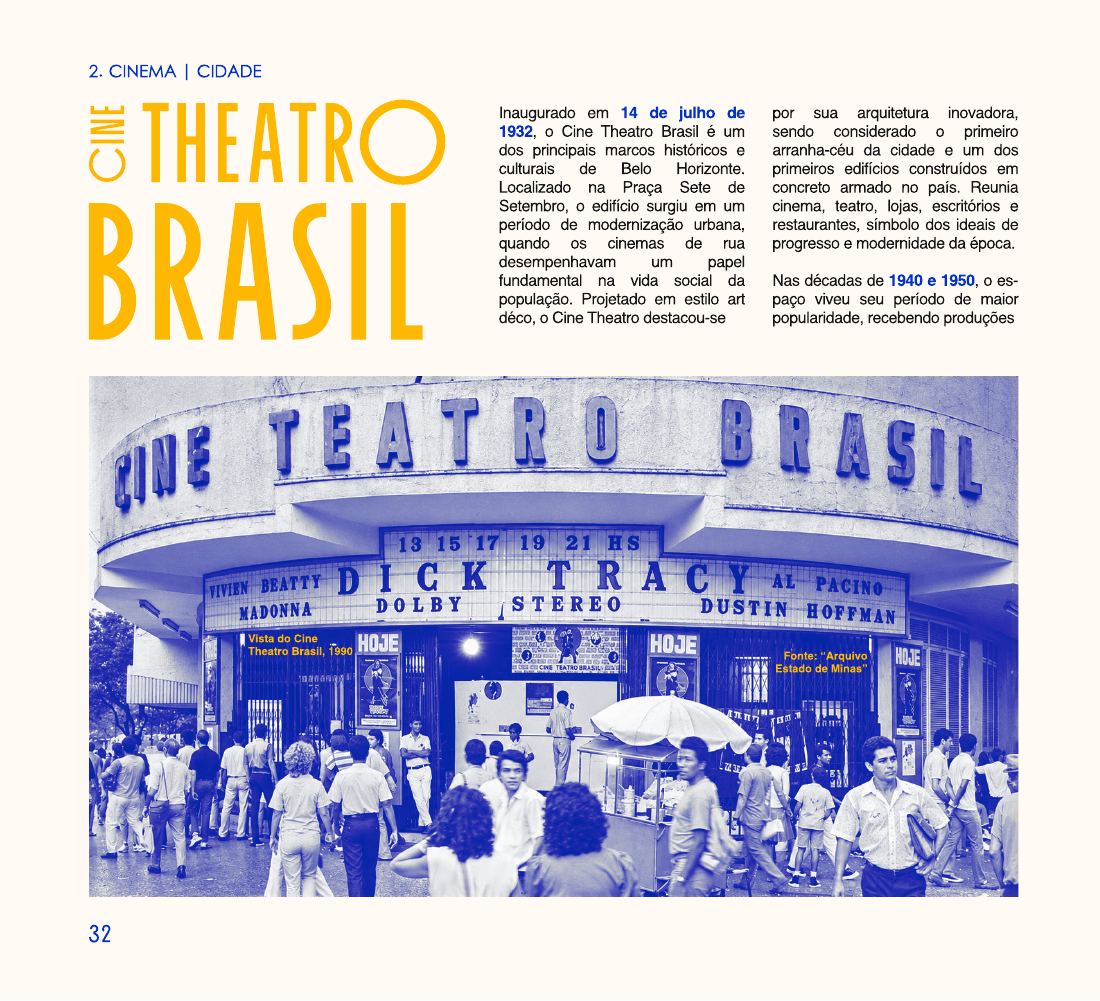 2. CINEMA | CIDADE
CINE THEATRO
BRASIL
Inaugurado em 14 de julho de
1932, o Cine Theatro Brasil é um
dos principais marcos históricos e
culturais de Belo Horizonte.
Localizado na Praça Sete de
Setembro, o edifício surgiu em um
período de modernização urbana,
quando os cinemas de rua
desempenhavam um papel
fundamental na vida social da
população. Projetado em estilo art
déco, o Cine Theatro destacou-se
por sua arquitetura inovadora,
sendo considerado o primeiro
arranha-céu da cidade e um dos
primeiros edifícios construídos em
concreto armado no país. Reunia
cinema, teatro, lojas, escritórios e
restaurantes, símbolo dos ideais de
progresso e modernidade da época.
Nas décadas de 1940 e 1950, o es-
paço viveu seu período de maior
popularidade, recebendo produções
CINE TEATRO BRASIL
13 15 17 19 21 HS
VIVIEN BEATTY DICK TRACY AL PACINO
MADONNA DOLBY STEREO DUSTIN HOFFMAN
Vista do Cine
Theatro Brasil, 1990
HOJE
CINE TEATRO BRASIL
HOJE
Fonte: “Arquivo
Estado de Minas”
HOJE
32